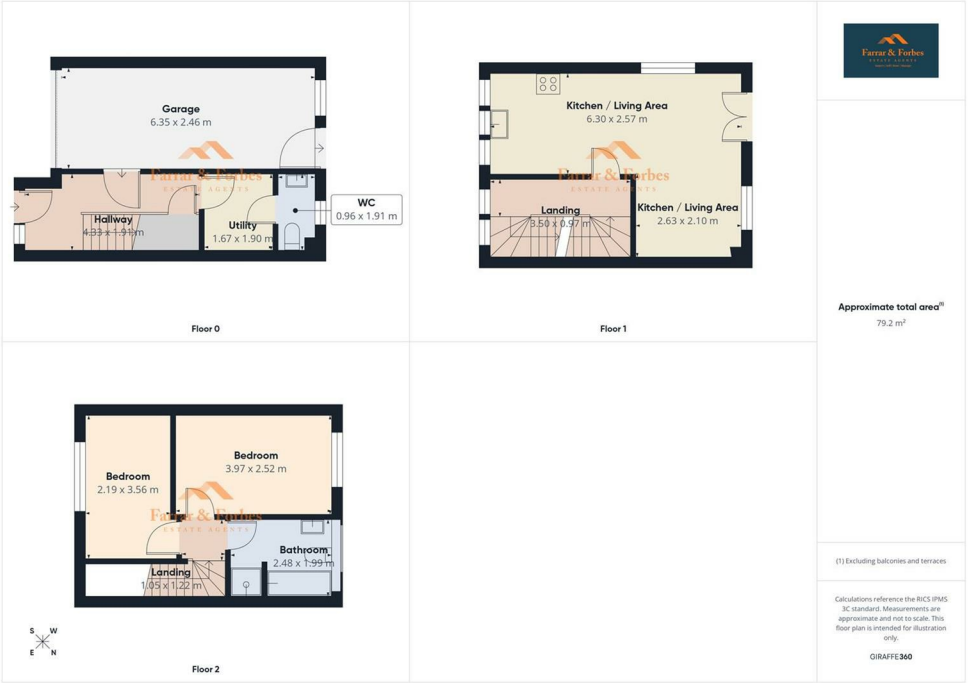 Garage
6.35 x 2.46 m
Farrar & Forbes
ESTATE AGENTS
WC
0.96 x 1.91 m
Hallway
4.33 x 1.91 m
Utility
1.67 x 1.90 m
Floor 0
Kitchen / Living Area
6.30 x 2.57 m
Farrar & Forbes
ESTATE AGENTS
Landing
3.50 x 0.97 m
Kitchen / Living Area
2.63 x 2.10 m
Floor 1
Bedroom
3.97 x 2.52 m
Bedroom
2.19 x 3.56 m
Farrar & Forbes
ESTATE AGENTS
Bathroom
2.48 x 1.99 m
Landing
1.05 x 1.22 m
S W
E N
Floor 2
Farrar & Forbes
ESTATE AGENTS
Approximate total area(1)
79.2 m²
(1) Excluding balconies and terraces
Calculations reference the RICS IPMS
3C standard. Measurements are
approximate and not to scale. This
floor plan is intended for illustration
only.
GIRAFFE360